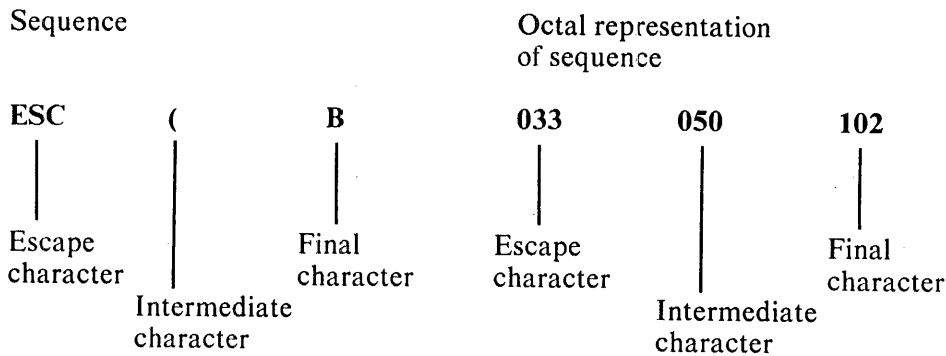 Sequence
Octal representation
of sequence
ESC ( B 033 050 102
Escape
character
Intermediate
character
Final
character
Escape
character
Intermediate
character
Final
character